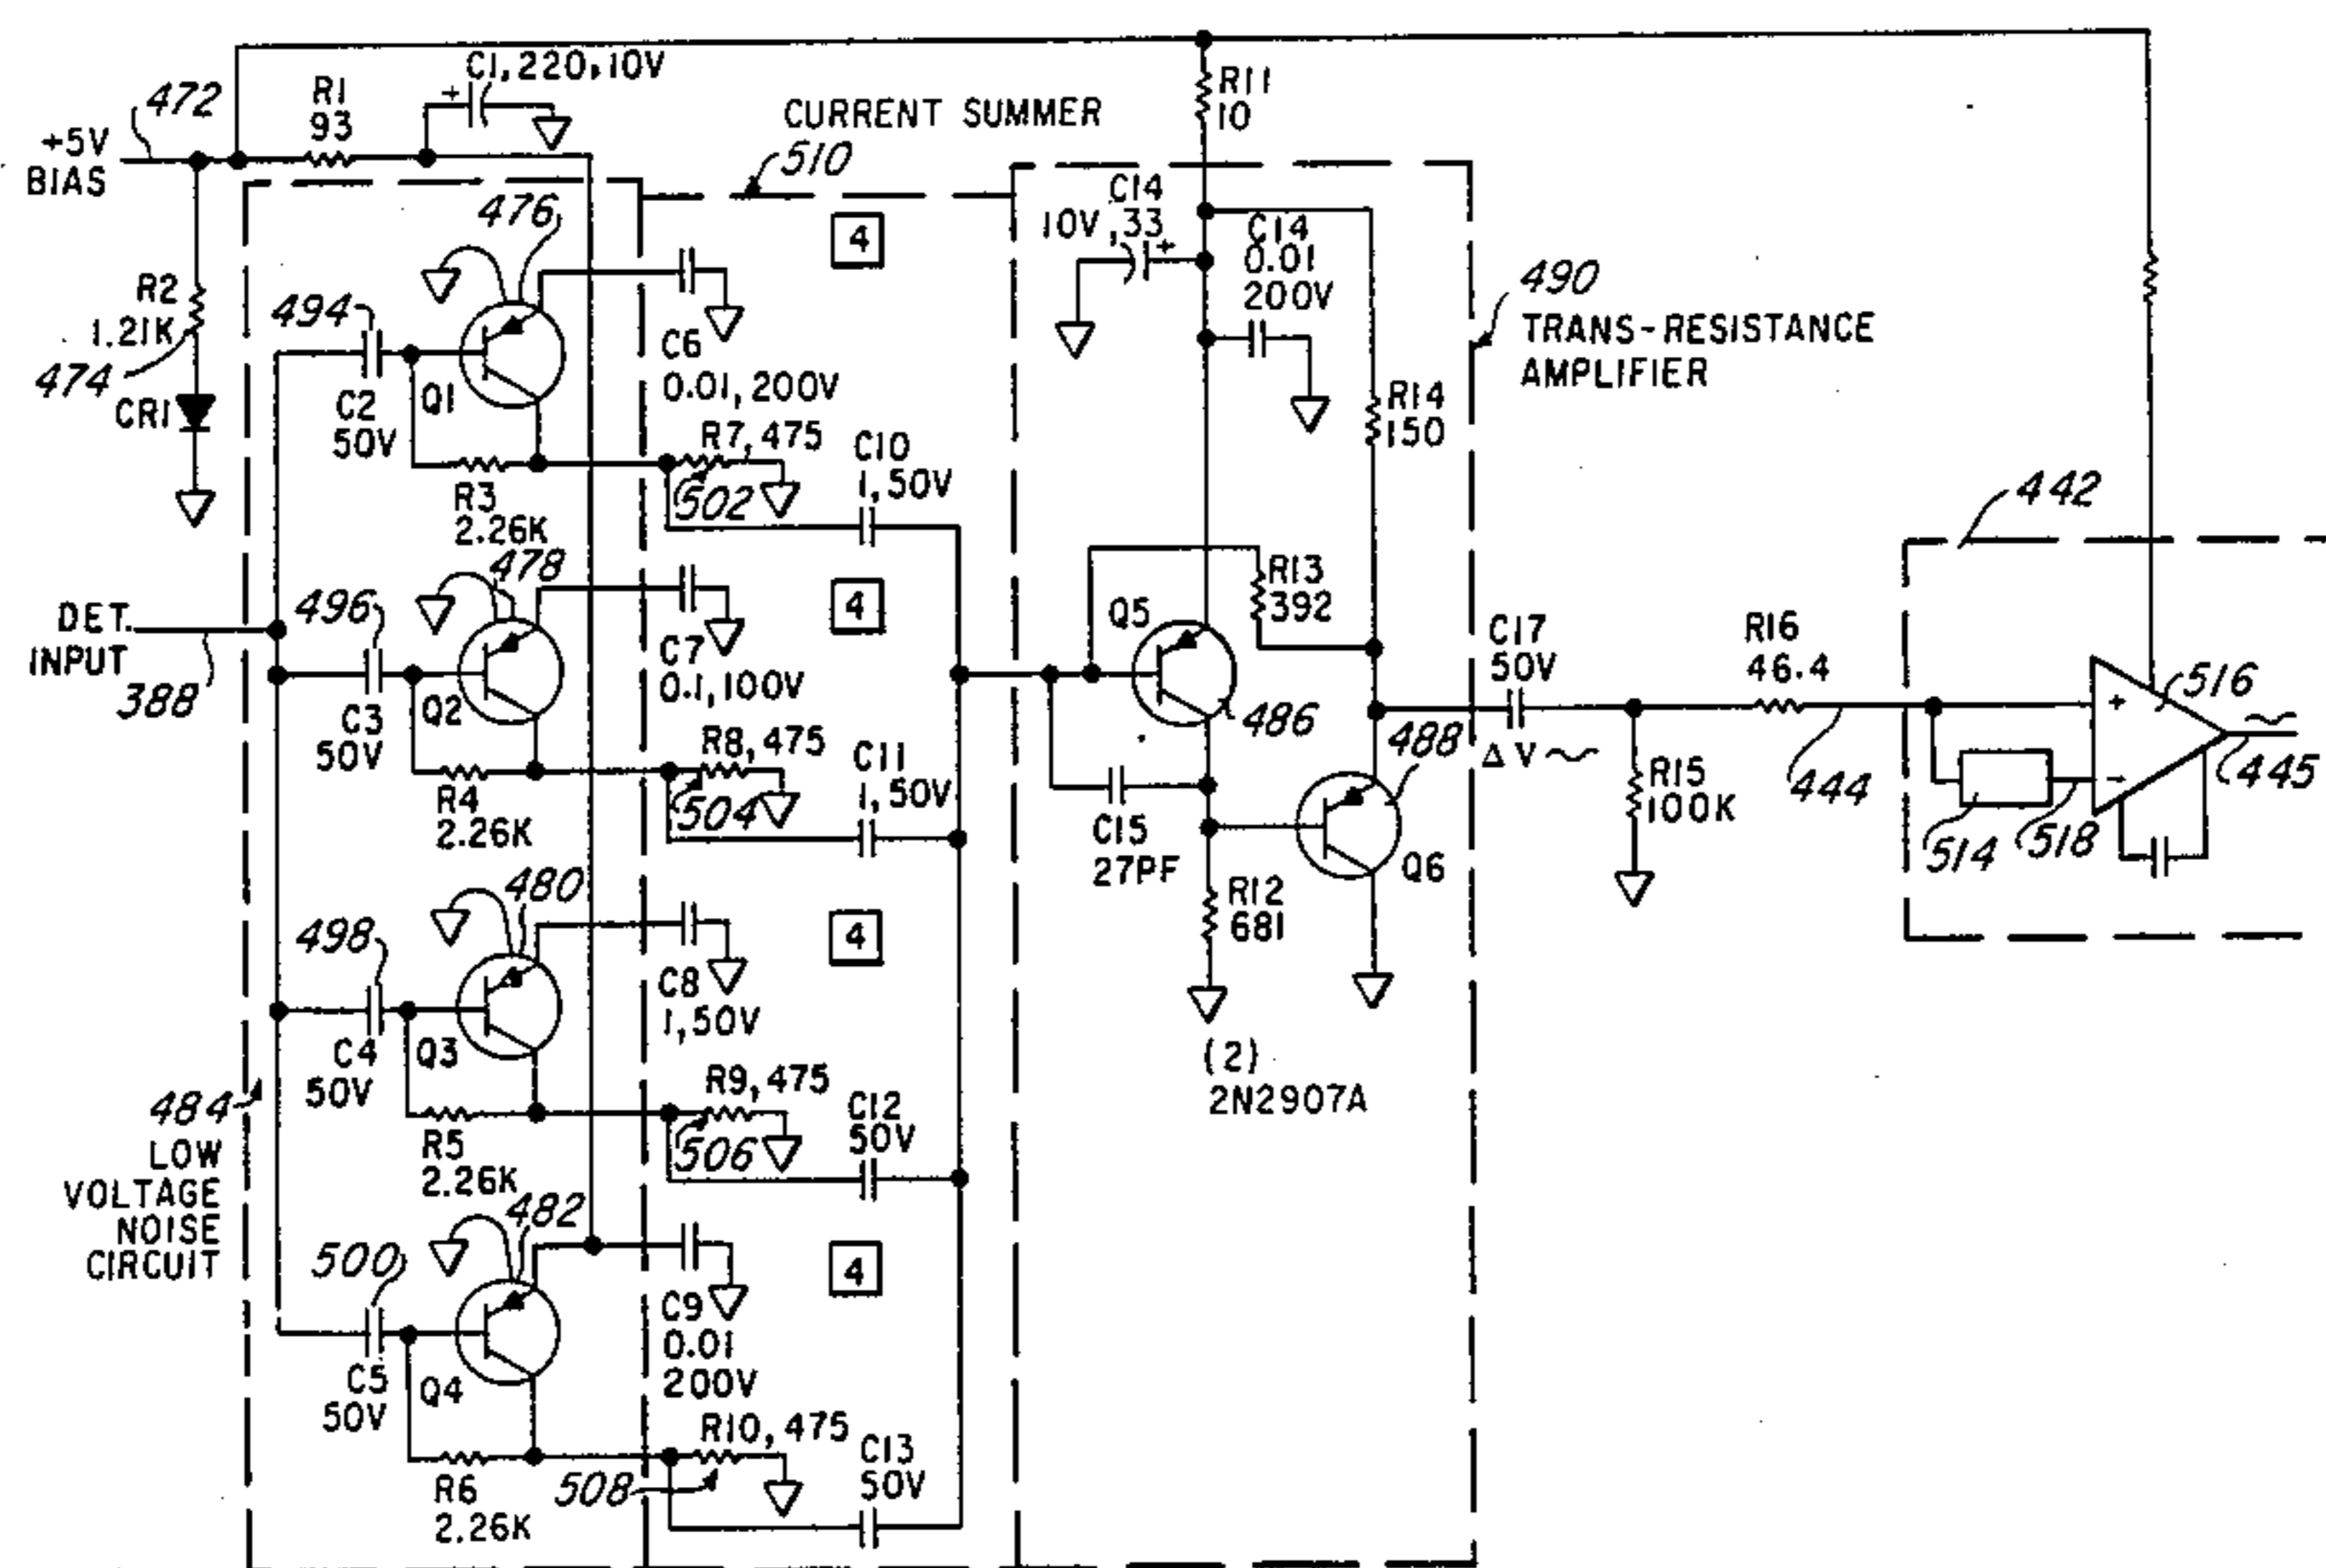 C1, 220, 10V
472
R1
93
+5V
BIAS
CURRENT SUMMER
510
R11
10
476
4
C14
10V, 33
+
+
C14
0.01
200V
490
TRANS-RESISTANCE
AMPLIFIER
R2
1.21K
474
CR1
494
C2
50V
Q1
C6
0.01, 200V
R7, 475
502
C10
1, 50V
R14
150
R3
2.26K
478
442
DET.
INPUT
388
496
C3
50V
Q2
4
C7
0.1, 100V
R8, 475
504
C11
1, 50V
R4
2.26K
Q5
R13
392
486
488
C17
50V
ΔV~
R16
46.4
R15
100K
444
+
-
516
~
445
514
518
C15
27PF
R12
681
Q6
(2)
2N2907A
480
498
C4
50V
Q3
4
C8
1, 50V
R9, 475
506
C12
50V
R5
2.26K
484
LOW
VOLTAGE
NOISE
CIRCUIT
482
500
C5
50V
Q4
4
C9
0.01
200V
R10, 475
508
C13
50V
R6
2.26K